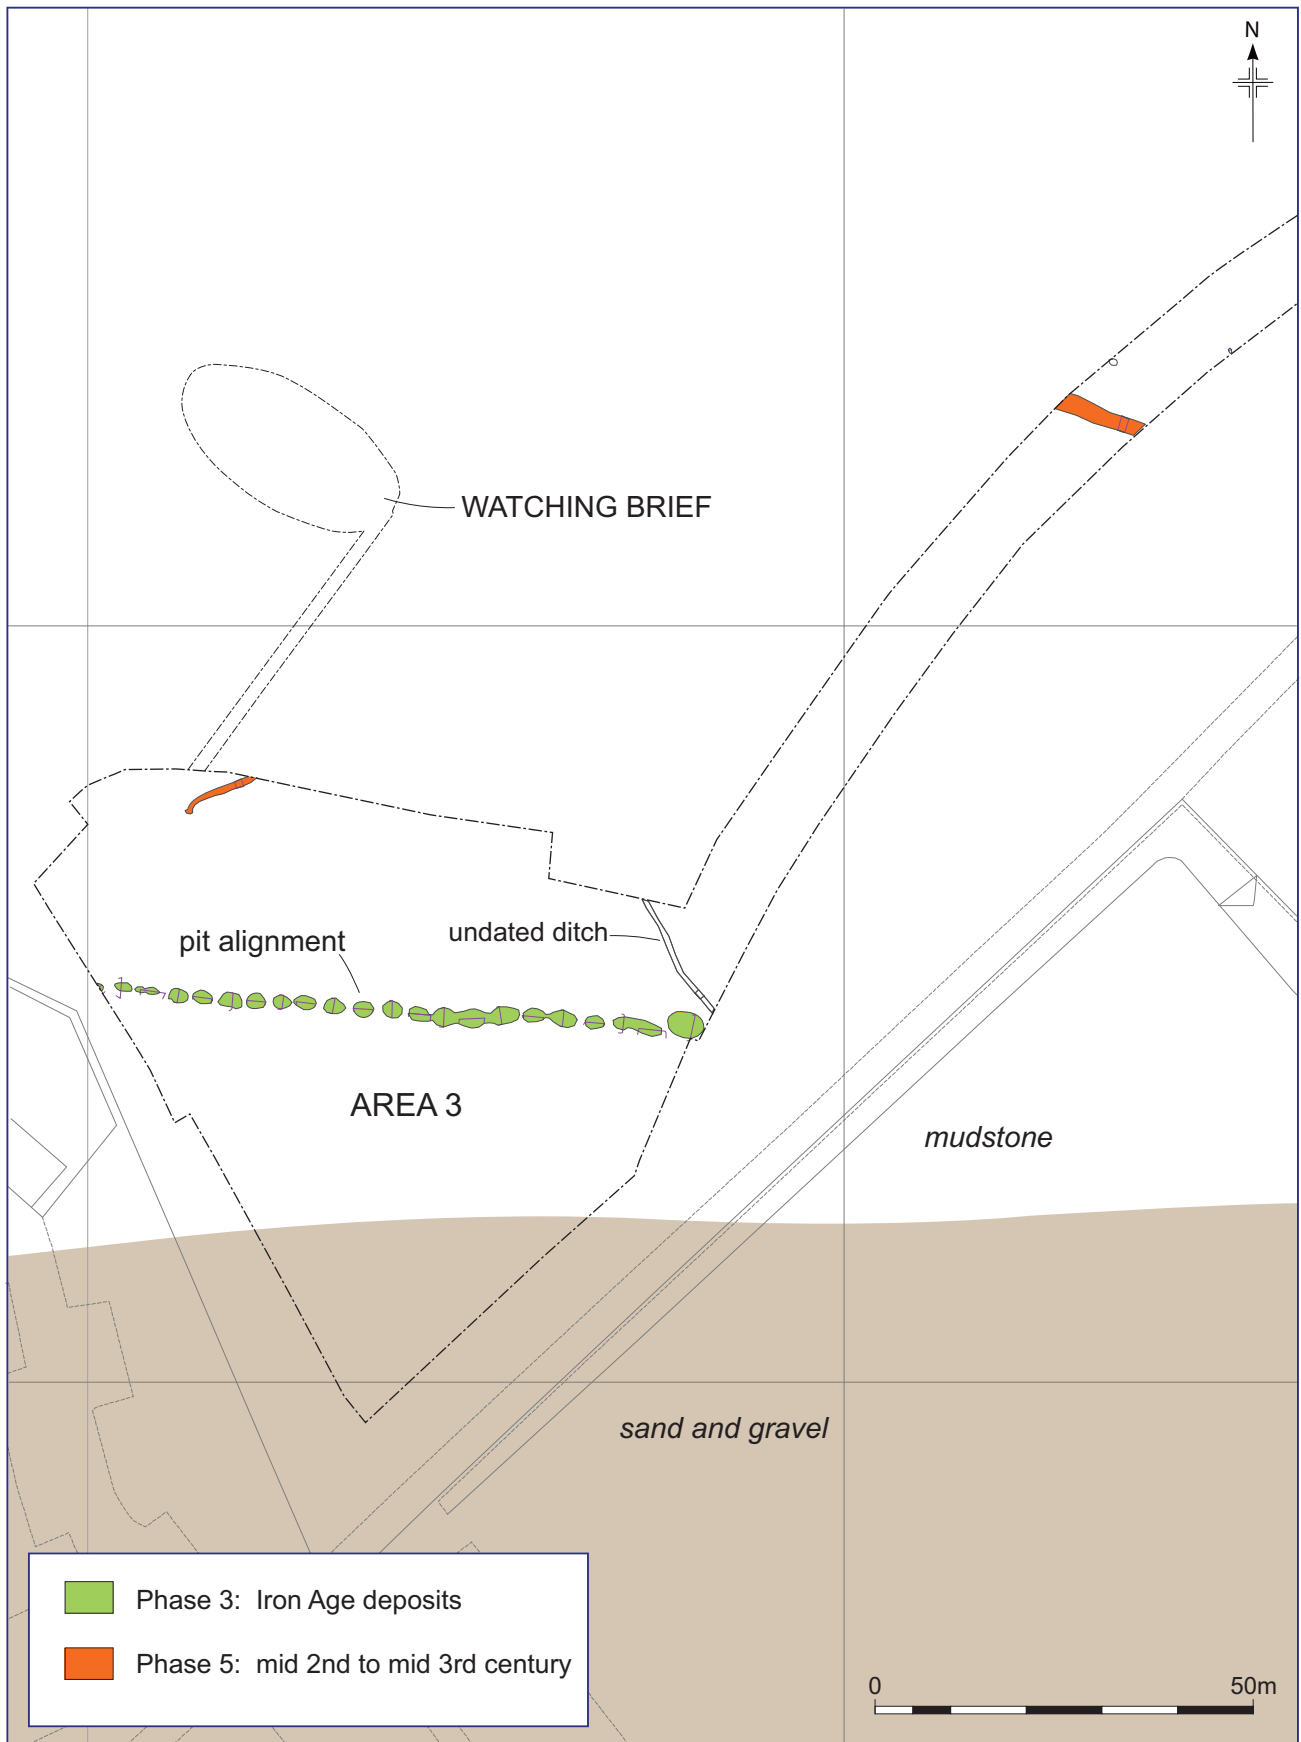 N
WATCHING BRIEF
pit alignment
undated ditch
AREA 3
mudstone
sand and gravel
Phase 3: Iron Age deposits
Phase 5: mid 2nd to mid 3rd century
0 50m